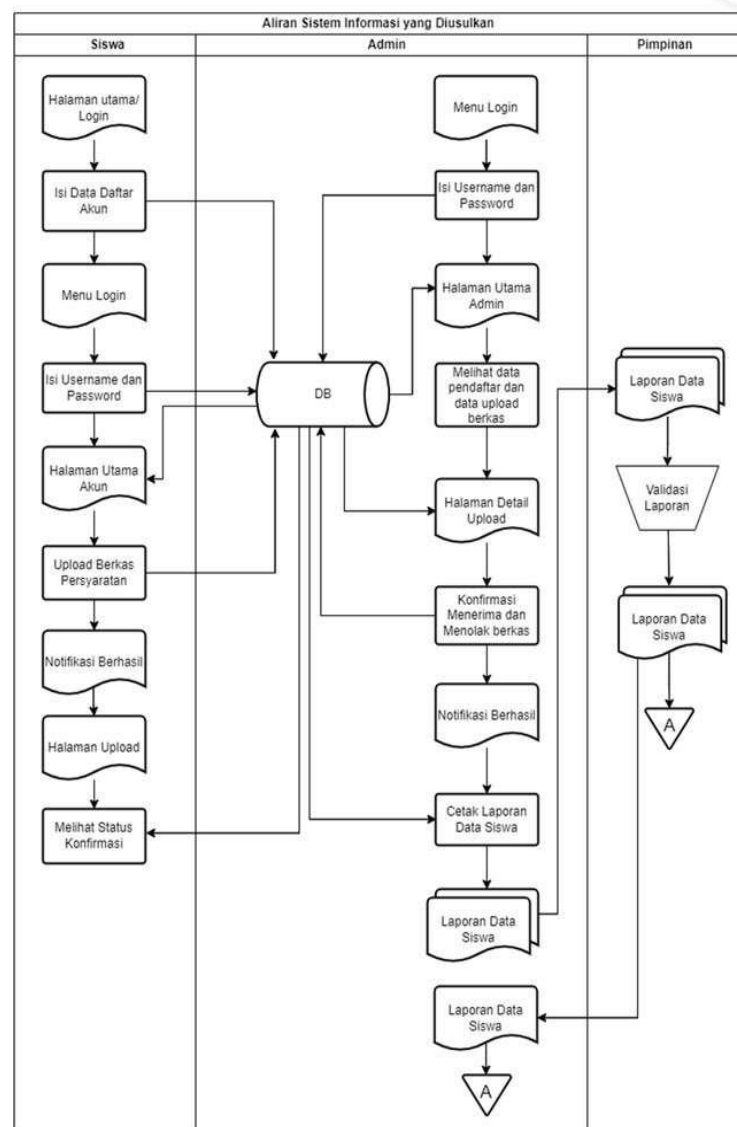 Aliran Sistem Informasi yang Diusulkan
Siswa
Admin
Pimpinan
Halaman utama/
Login
Isi Data Daftar
Akun
Menu Login
Isi Username dan
Password
Halaman Utama
Akun
Upload Berkas
Persyaratan
Notifikasi Berhasil
Halaman Upload
Melihat Status
Konfirmasi
DB
Menu Login
Isi Username dan
Password
Halaman Utama
Admin
Melihat data
pendaftar dan
data upload
berkas
Halaman Detail
Upload
Konfirmasi
Menerima dan
Menolak berkas
Notifikasi Berhasil
Cetak Laporan
Data Siswa
Laporan Data
Siswa
Laporan Data
Siswa
A
Laporan Data
Siswa
Validasi
Laporan
Laporan Data
Siswa
A